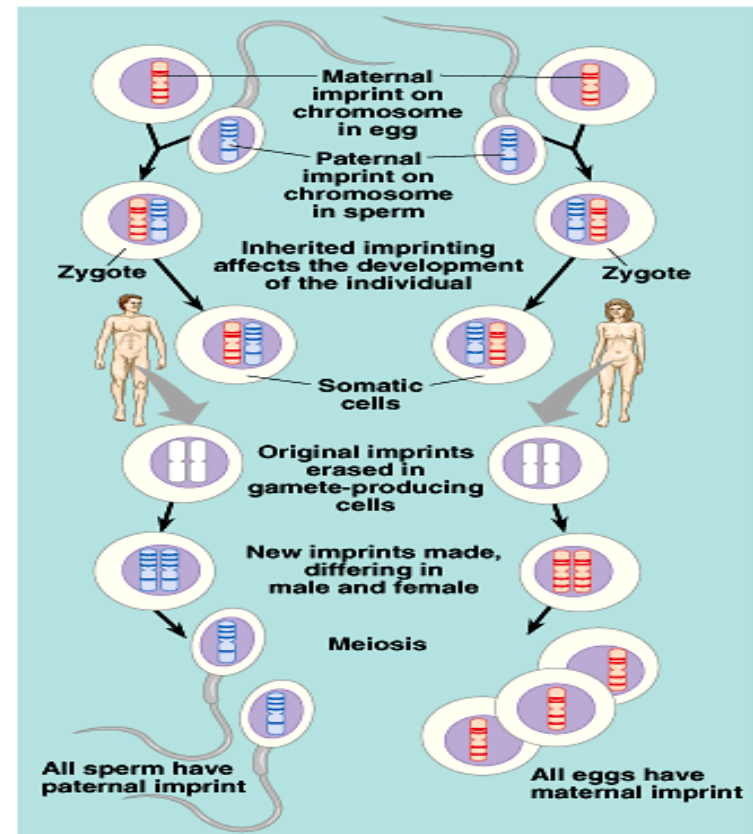 Maternal
imprint on
chromosome
in egg
Paternal
imprint on
chromosome
in sperm
Inherited imprinting
affects the development
of the individual
Zygote
Zygote
Somatic
cells
Original imprints
erased in
gamete-producing
cells
New imprints made,
differing in
male and female
Meiosis
All sperm have
paternal imprint
All eggs have
maternal imprint